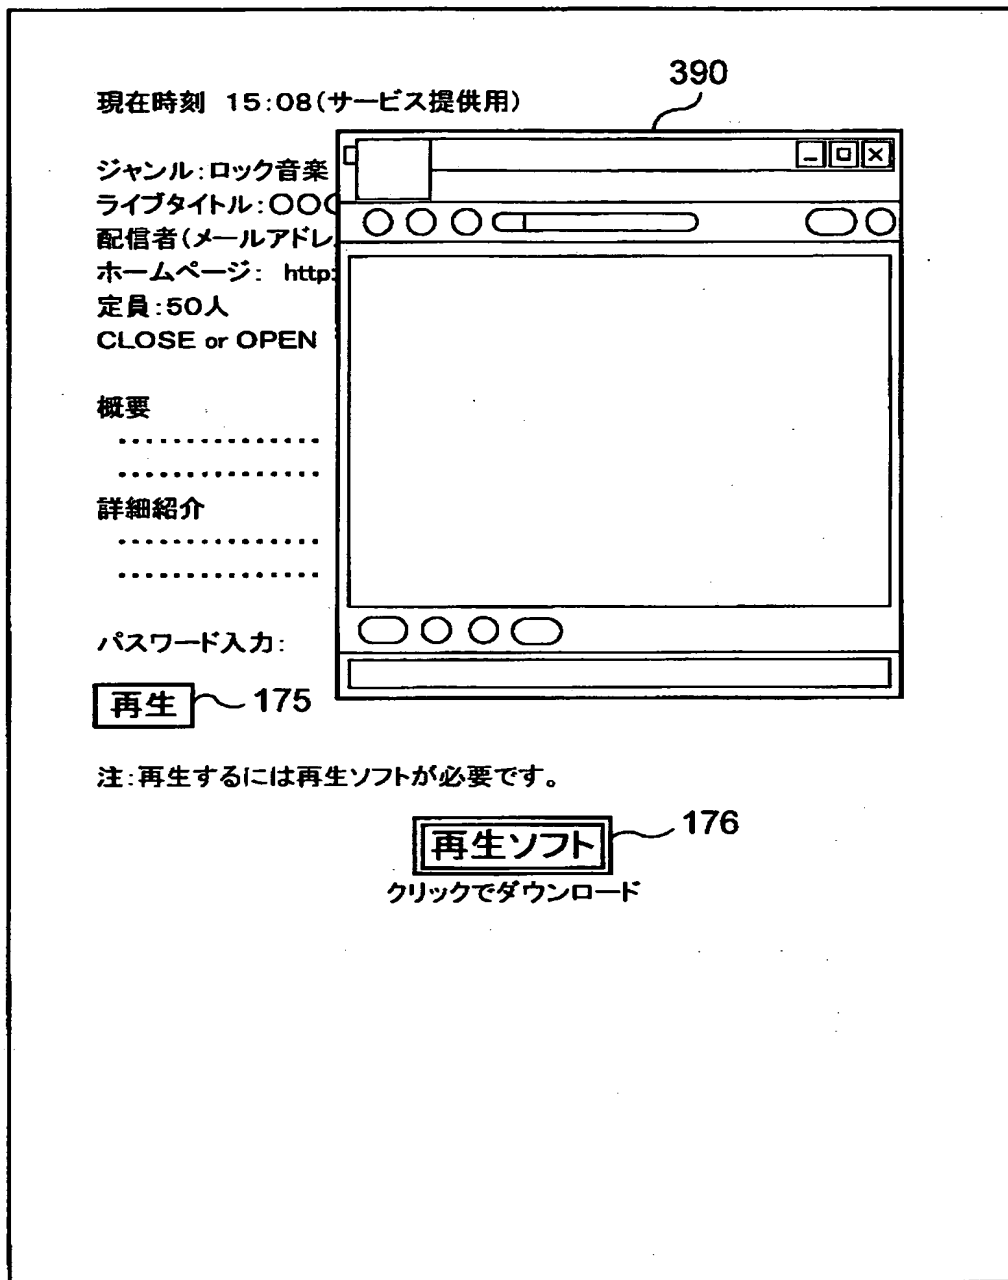 390
現在時刻 15:08(サービス提供用)
ジャンル:ロック音楽
ライブタイトル:〇〇〇
配信者(メールアドレ
ホームページ: http:
定員:50人
CLOSE or OPEN
概要
・・・・・・・・・・・・・・・
・・・・・・・・・・・・・・・
詳細紹介
・・・・・・・・・・・・・・・
・・・・・・・・・・・・・・・
パスワード入力:
再生 175
注:再生するには再生ソフトが必要です。
再生ソフト 176
クリックでダウンロード